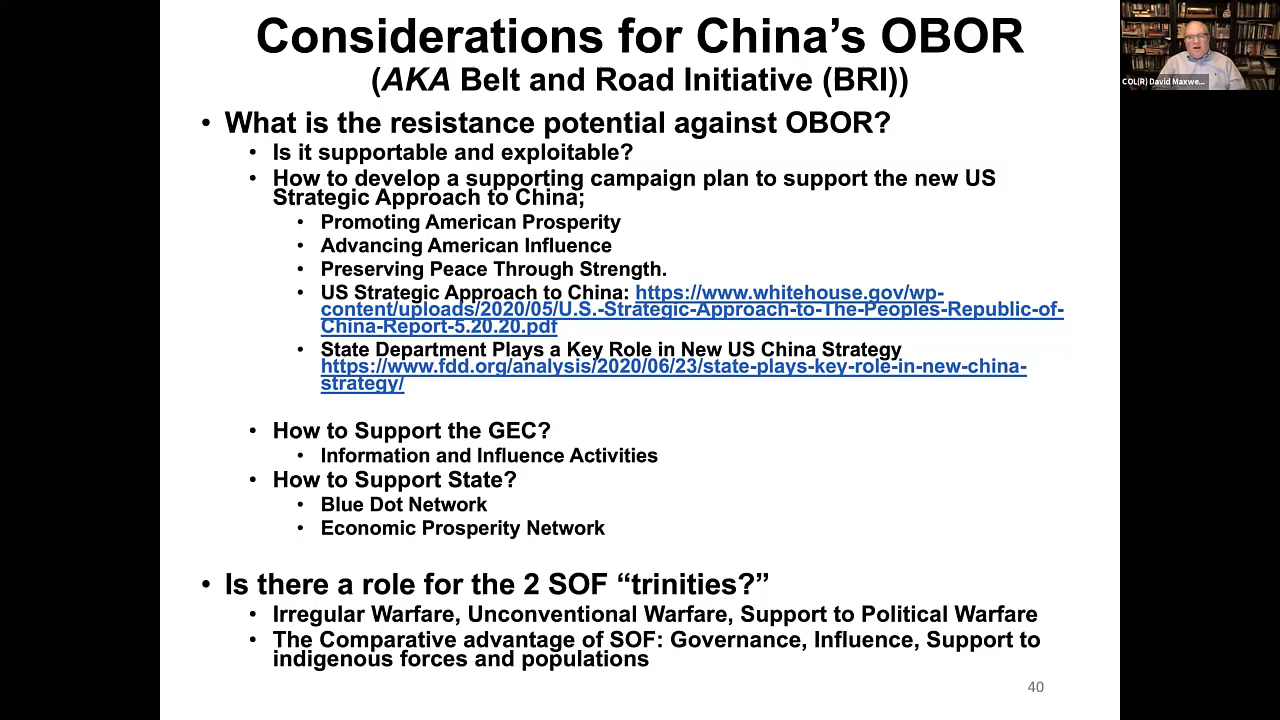 Considerations for China’s OBOR
(AKA Belt and Road Initiative (BRI))
• What is the resistance potential against OBOR?
• Is it supportable and exploitable?
• How to develop a supporting campaign plan to support the new US
Strategic Approach to China;
• Promoting American Prosperity
• Advancing American Influence
• Preserving Peace Through Strength.
• US Strategic Approach to China: https://www.whitehouse.gov/wp-
content/uploads/2020/05/U.S.-Strategic-Approach-to-The-Peoples-Republic-of-
China-Report-5.20.20.pdf
• State Department Plays a Key Role in New US China Strategy
https://www.fdd.org/analysis/2020/06/23/state-plays-key-role-in-new-china-
strategy/
• How to Support the GEC?
• Information and Influence Activities
• How to Support State?
• Blue Dot Network
• Economic Prosperity Network
• Is there a role for the 2 SOF “trinities?”
• Irregular Warfare, Unconventional Warfare, Support to Political Warfare
• The Comparative advantage of SOF: Governance, Influence, Support to
indigenous forces and populations
40
COL(R) David Maxwe...